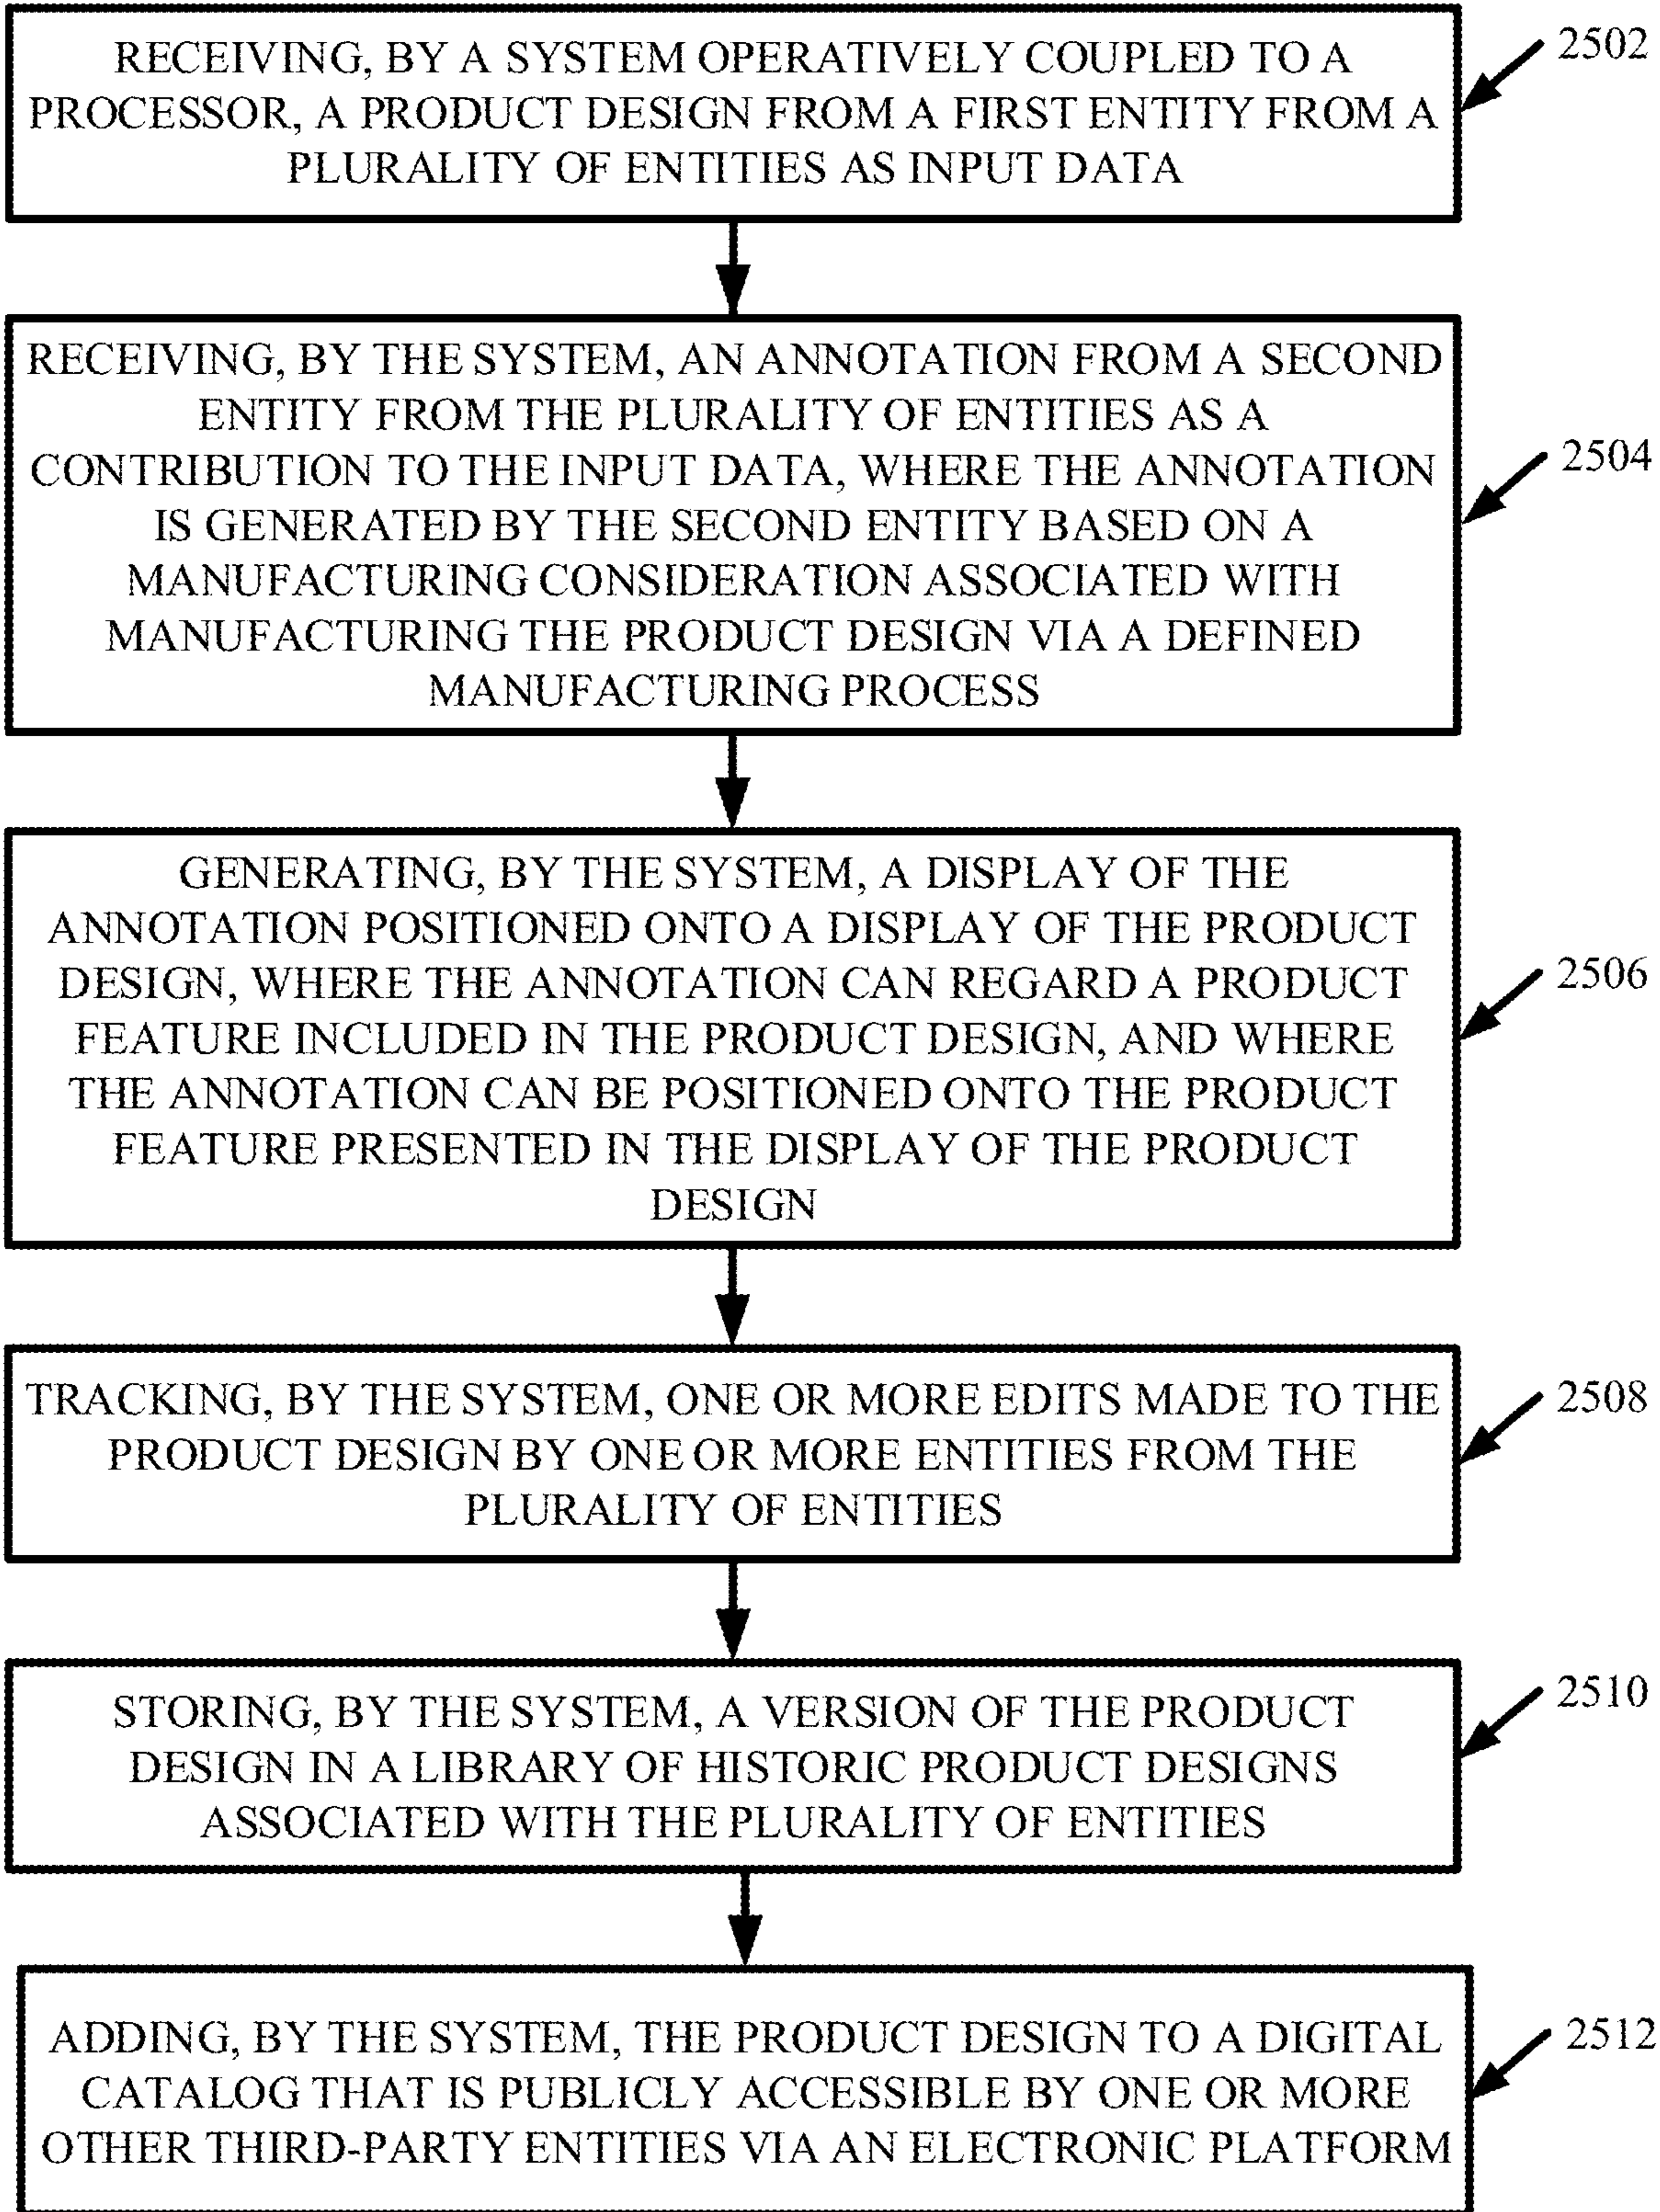 RECEIVING, BY A SYSTEM OPERATIVELY COUPLED TO A
PROCESSOR, A PRODUCT DESIGN FROM A FIRST ENTITY FROM A
PLURALITY OF ENTITIES AS INPUT DATA
2502
RECEIVING, BY THE SYSTEM, AN ANNOTATION FROM A SECOND
ENTITY FROM THE PLURALITY OF ENTITIES AS A
CONTRIBUTION TO THE INPUT DATA, WHERE THE ANNOTATION
IS GENERATED BY THE SECOND ENTITY BASED ON A
MANUFACTURING CONSIDERATION ASSOCIATED WITH
MANUFACTURING THE PRODUCT DESIGN VIA A DEFINED
MANUFACTURING PROCESS
2504
GENERATING, BY THE SYSTEM, A DISPLAY OF THE
ANNOTATION POSITIONED ONTO A DISPLAY OF THE PRODUCT
DESIGN, WHERE THE ANNOTATION CAN REGARD A PRODUCT
FEATURE INCLUDED IN THE PRODUCT DESIGN, AND WHERE
THE ANNOTATION CAN BE POSITIONED ONTO THE PRODUCT
FEATURE PRESENTED IN THE DISPLAY OF THE PRODUCT
DESIGN
2506
TRACKING, BY THE SYSTEM, ONE OR MORE EDITS MADE TO THE
PRODUCT DESIGN BY ONE OR MORE ENTITIES FROM THE
PLURALITY OF ENTITIES
2508
STORING, BY THE SYSTEM, A VERSION OF THE PRODUCT
DESIGN IN A LIBRARY OF HISTORIC PRODUCT DESIGNS
ASSOCIATED WITH THE PLURALITY OF ENTITIES
2510
ADDING, BY THE SYSTEM, THE PRODUCT DESIGN TO A DIGITAL
CATALOG THAT IS PUBLICLY ACCESSIBLE BY ONE OR MORE
OTHER THIRD-PARTY ENTITIES VIA AN ELECTRONIC PLATFORM
2512